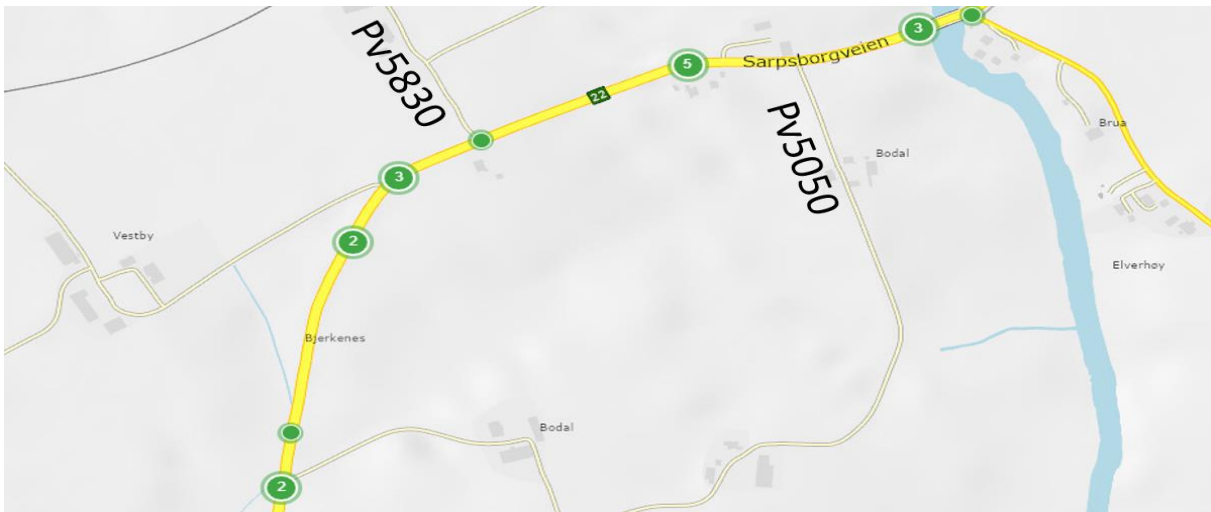 3
Pv5830
Sarpsborgveien
5
22
Pv5050
Brua
Bodal
3
Vestby
2
Elverhøy
Bjerkenes
Bodal
2